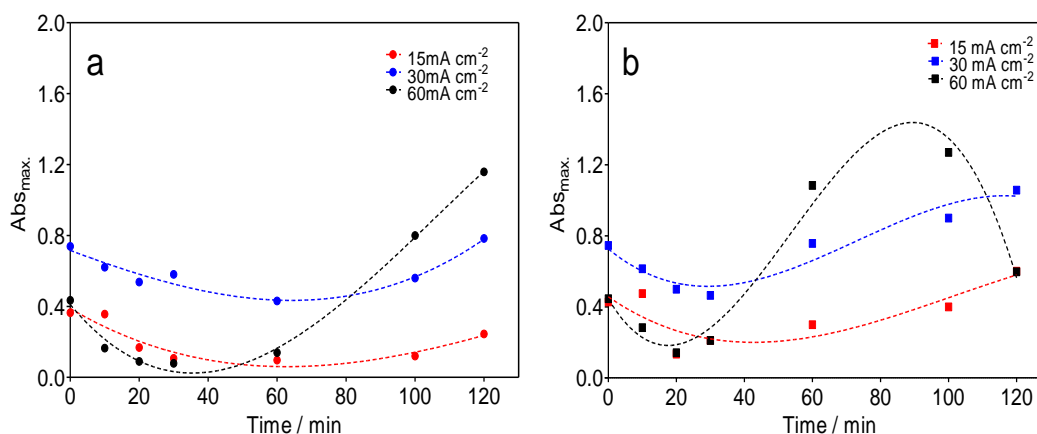 a
15mA cm-2
30mA cm-2
60mA cm-2
2.0
1.6
1.2
0.8
0.4
0.0
Absmax.
0 20 40 60 80 100 120
Time / min
b
15 mA cm-2
30 mA cm-2
60 mA cm-2
2.0
1.6
1.2
0.8
0.4
0.0
Absmax.
0 20 40 60 80 100 120
Time / min